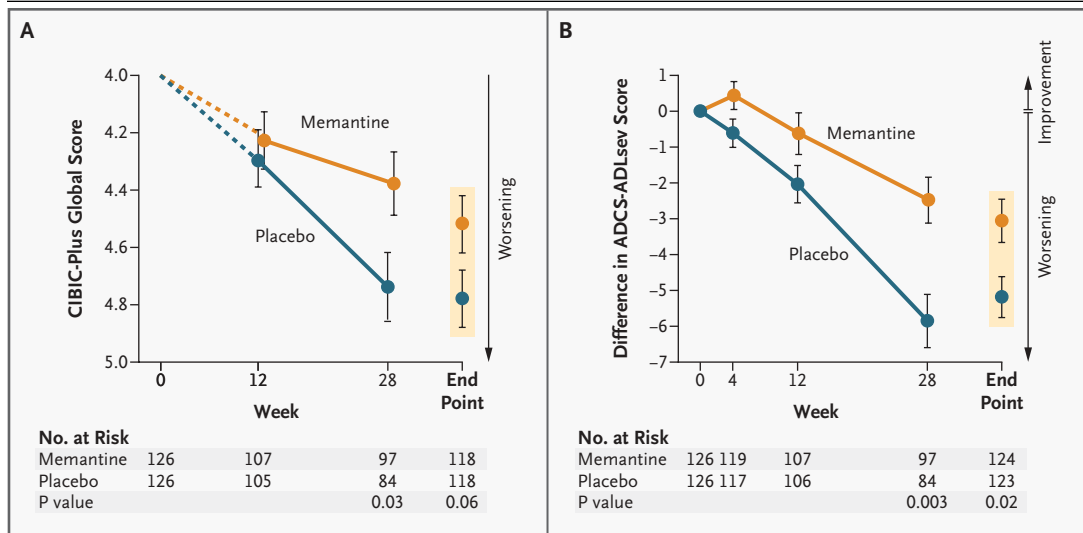 A
CIBIC-Plus Global Score
4.0
4.2
4.4
4.6
4.8
5.0
Memantine
Placebo
Worsening
0 12 28 End Point
Week
No. at Risk
Memantine 126 107 97 118
Placebo 126 105 84 118
P value 0.03 0.06
B
Difference in ADCS-ADLsev Score
1
0
−1
−2
−3
−4
−5
−6
−7
Memantine
Placebo
Improvement
Worsening
0 4 12 28 End Point
Week
No. at Risk
Memantine 126 119 107 97 124
Placebo 126 117 106 84 123
P value 0.003 0.02